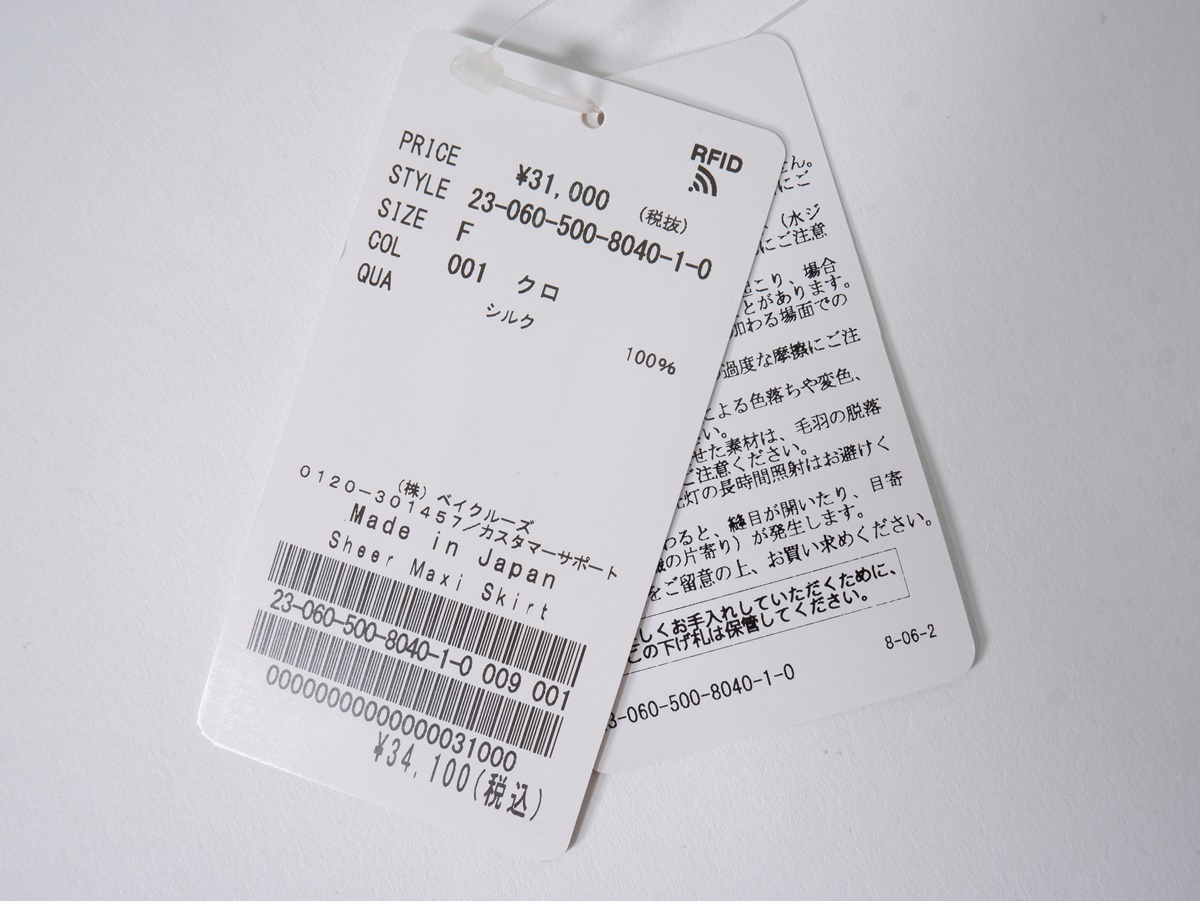 RFID
PRICE ¥31,000 (税抜)
STYLE 23-060-500-8040-1-0
SIZE F
COL 001 クロ
QUA
シルク
100%
(株) ベイクルーズ
0120-301457/カスタマーサポート
Made in Japan
Sheer Maxi Skirt
23-060-500-8040-1-0 009 001
0000000000000031000
¥34,100(税込)
ん。
にご
、(水ジ
にご注意
こり、場合
とがあります。
加わる場面での
過度な摩擦にご注
による色落ちや変色、
い。
せた素材は、毛羽の脱落
ご注意ください。
灯の長時間照射はお避けく
わると、縫目が開いたり、目寄
の片寄り)が発生します。
をご留意の上、お買い求めください。
しくお手入れしていただくために、
この下げ札は保管してください。
8-06-2
3-060-500-8040-1-0